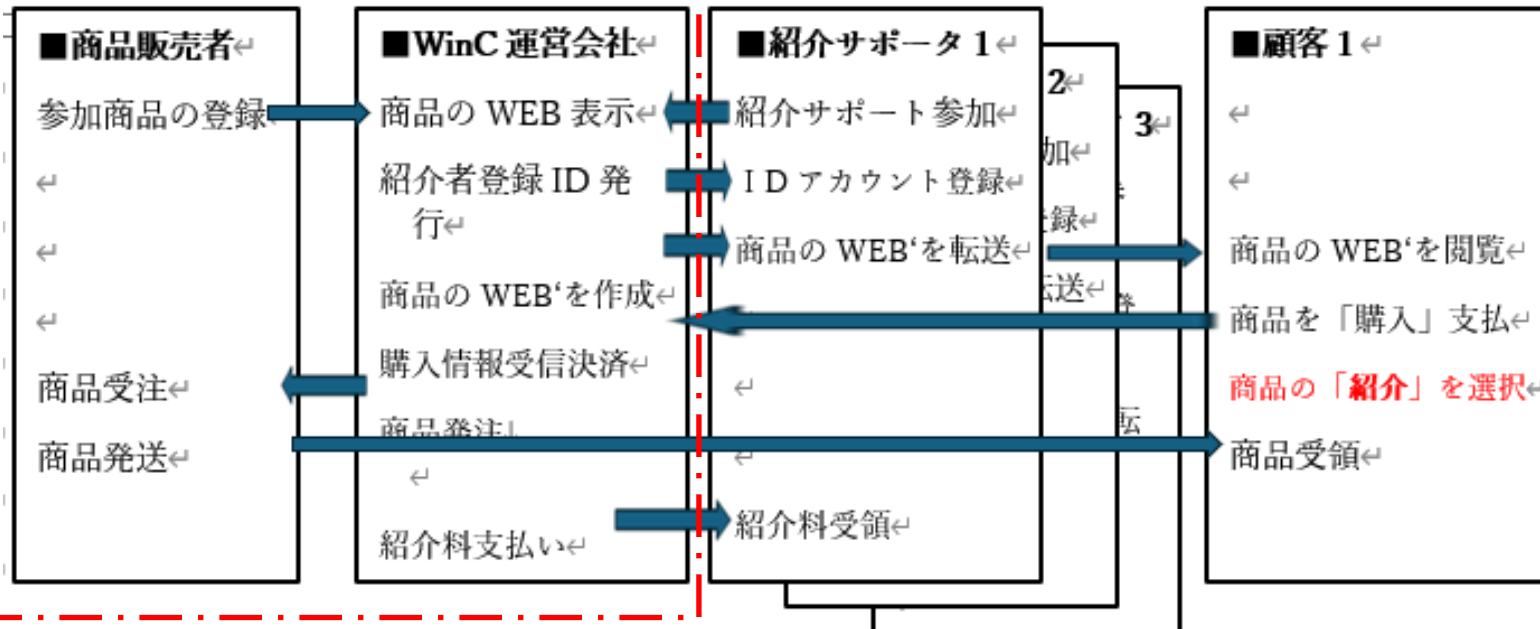 ■商品販売者
参加商品の登録
商品受注
商品発送
■WinC 運営会社
商品の WEB 表示
紹介者登録 ID 発
行
商品の WEB‘を作成
購入情報受信決済
商品発注
紹介料支払い
■紹介サポータ 1
紹介サポート参加
ＩＤアカウント登録
商品の WEB‘を転送
紹介料受領
2
加
録
転送
3
転
■顧客 1
商品の WEB‘を閲覧
商品を「購入」支払
商品の「紹介」を選択
商品受領